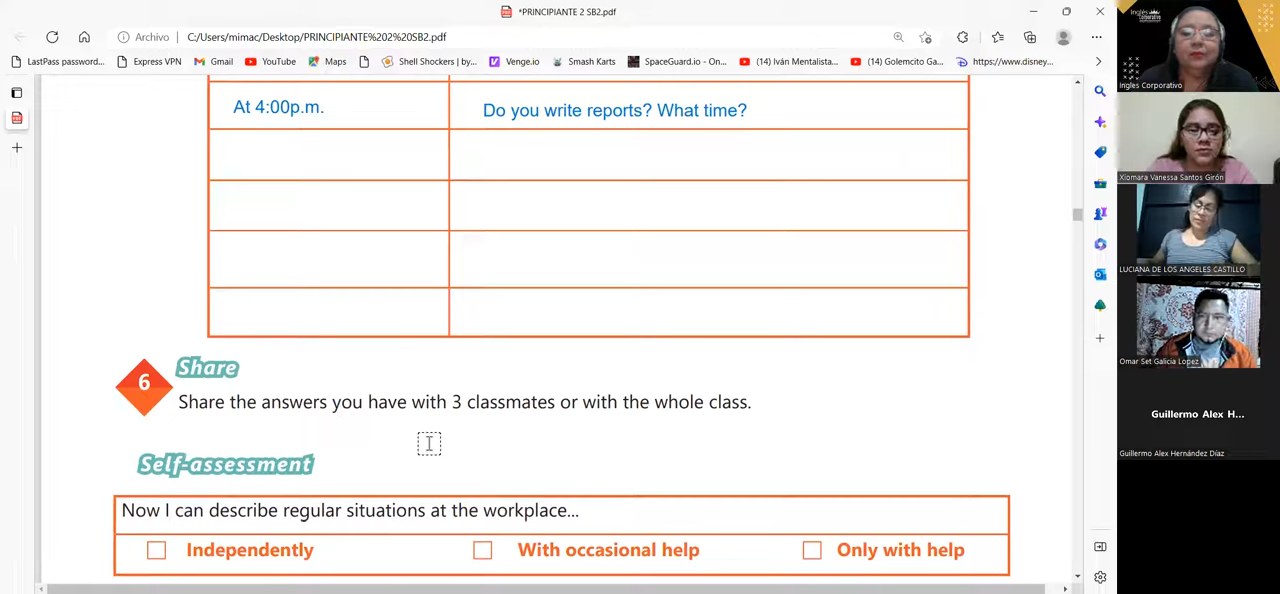 *PRINCIPIANTE 2 SB2.pdf
Archivo
C:/Users/mimac/Desktop/PRINCIPIANTE%202%20SB2.pdf
LastPass password...
Express VPN
Gmail
YouTube
Maps
Shell Shockers | by...
Venge.io
Smash Karts
SpaceGuard.io - On...
(14) Iván Mentalista...
(14) Golemcito Ga...
https://www.disney...
At 4:00p.m.
Do you write reports? What time?
6
Share
Share the answers you have with 3 classmates or with the whole class.
Self-assessment
Now I can describe regular situations at the workplace...
Independently
With occasional help
Only with help
Inglés
Corporativo
Ingles Corporativo
Xiomara Vanessa Santos Girón
LUCIANA DE LOS ANGELES CASTILLO
Omar Set Galicia Lopez
Guillermo Alex H...
Guillermo Alex Hernández Díaz